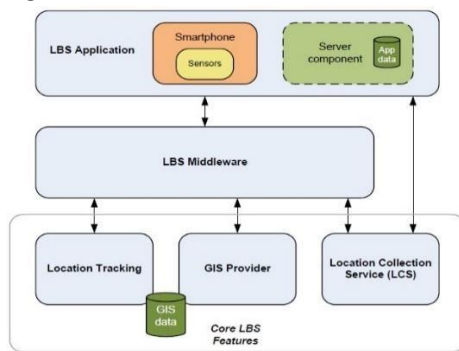 LBS Application
Smartphone
Sensors
Server
component
App
data
LBS Middleware
Location Tracking
GIS Provider
Location Collection
Service (LCS)
GIS
data
Core LBS
Features